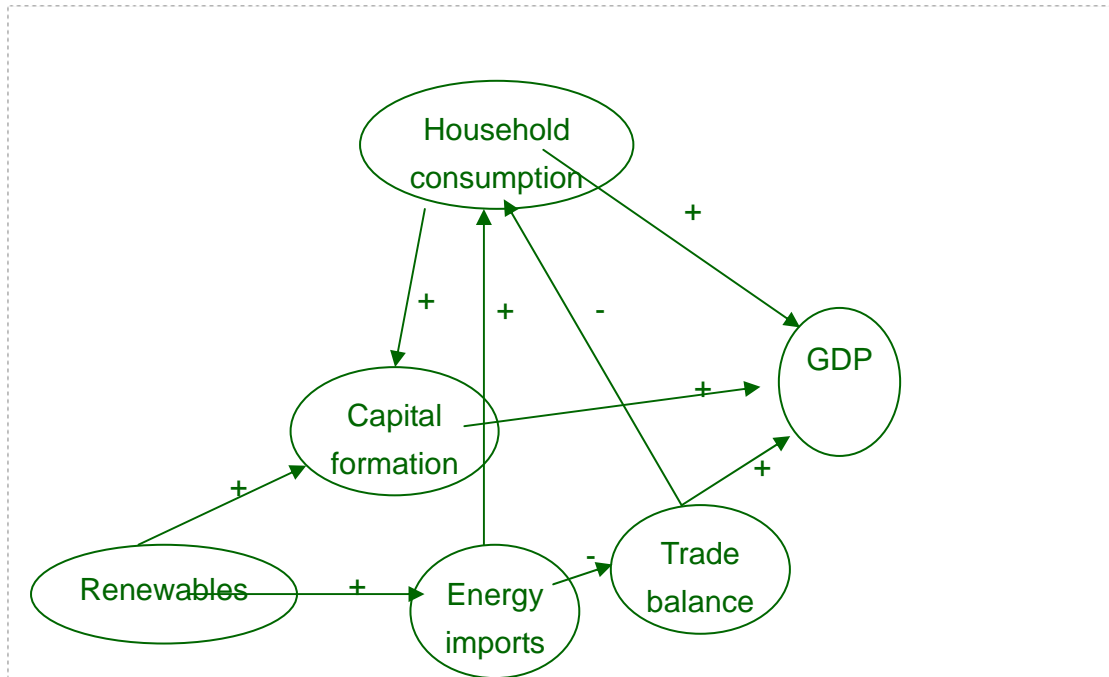 Household
consumption
+
+
+
-
GDP
+
Capital
formation
+
+
Trade
balance
-
Renewables
+
Energy
imports